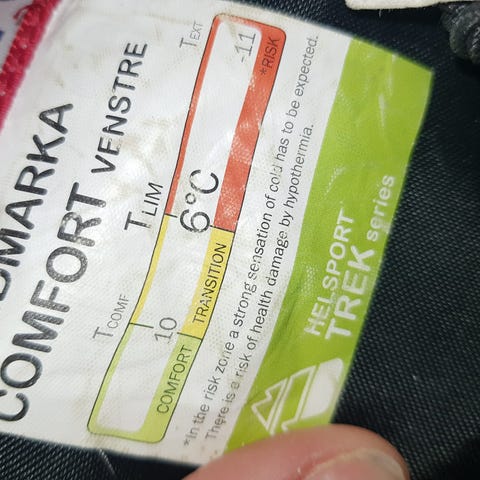 COMFORT VENSTRE
TCOMF TLIM TEXT
10 6°C -11
COMFORT TRANSITION *RISK
*In the risk zone a strong sensation of cold has to be expected.
There is a risk of health damage by hypothermia.
HELSPORT
TREK series